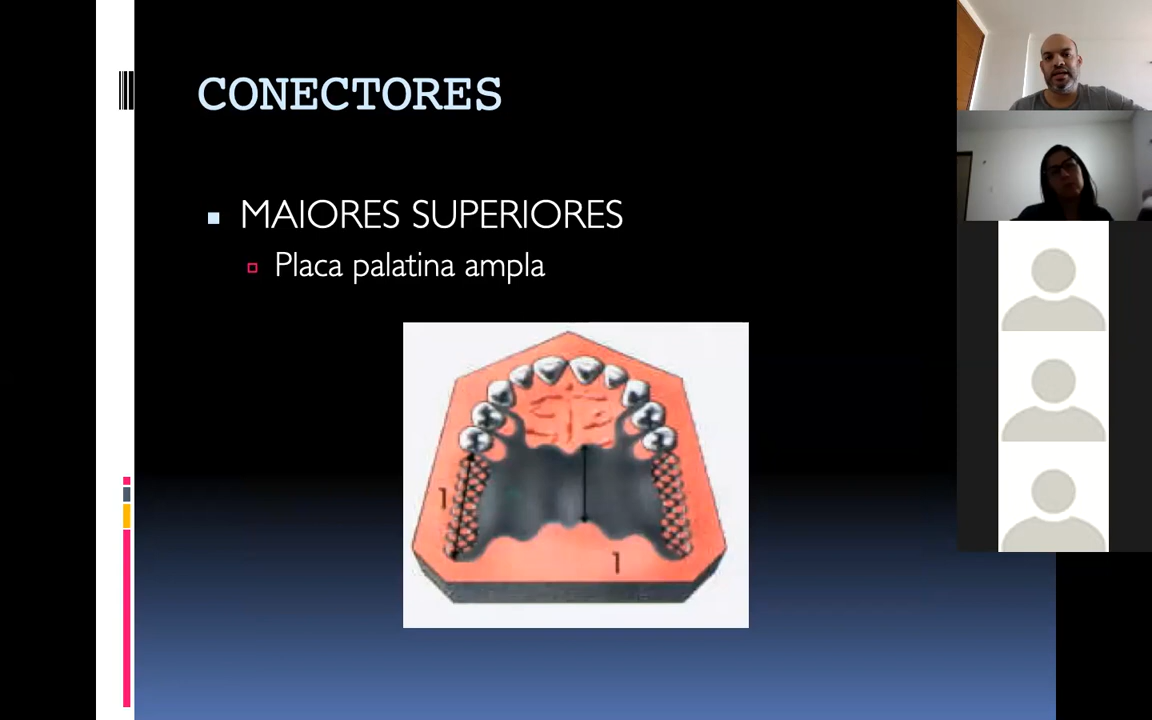 CONECTORES
MAIORES SUPERIORES
Placa palatina ampla
1
1